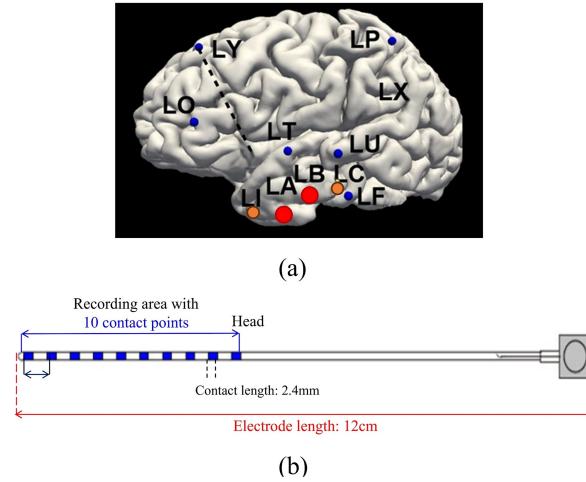 LY
LP
LX
LO
LT
LU
LB
LC
LA
LI
LF
(a)
Recording area with
10 contact points
Head
Contact length: 2.4mm
Electrode length: 12cm
(b)